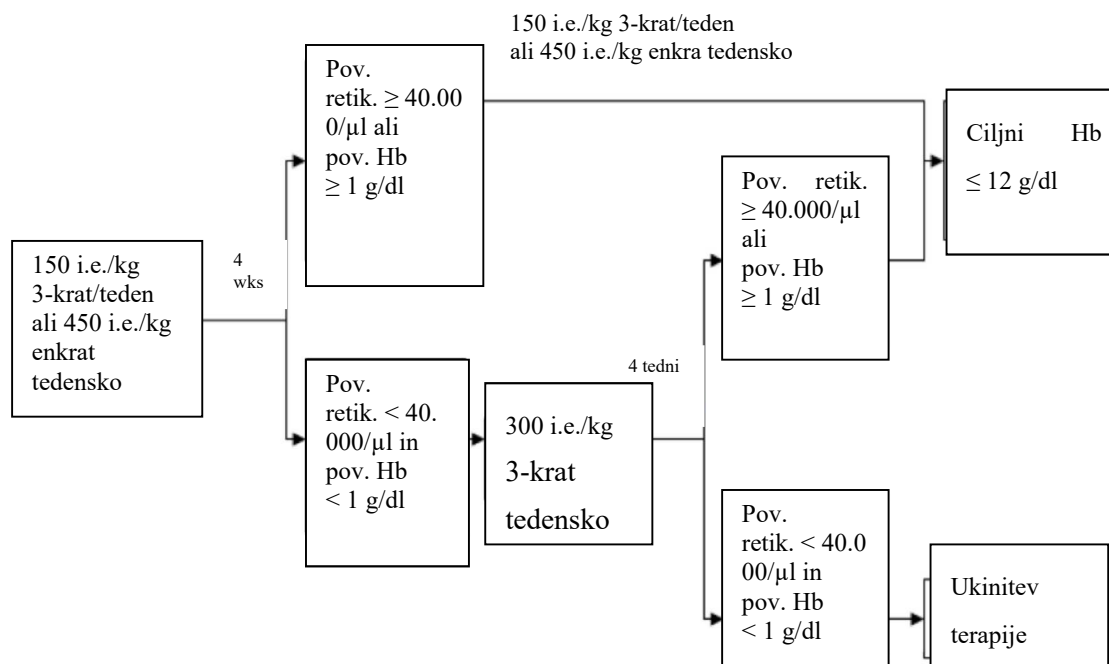 150 i.e./kg 3-krat/teden
ali 450 i.e./kg enkra tedensko
Pov.
retik. ≥ 40.00
0/µl ali
pov. Hb
≥ 1 g/dl
Ciljni Hb
≤ 12 g/dl
Pov. retik.
≥ 40.000/µl
ali
pov. Hb
≥ 1 g/dl
150 i.e./kg
3-krat/teden
ali 450 i.e./kg
enkrat
tedensko
4
wks
Pov.
retik. < 40.
000/µl in
pov. Hb
< 1 g/dl
300 i.e./kg
3-krat
tedensko
4 tedni
Pov.
retik. < 40.0
00/µl in
pov. Hb
< 1 g/dl
Ukinitev
terapije